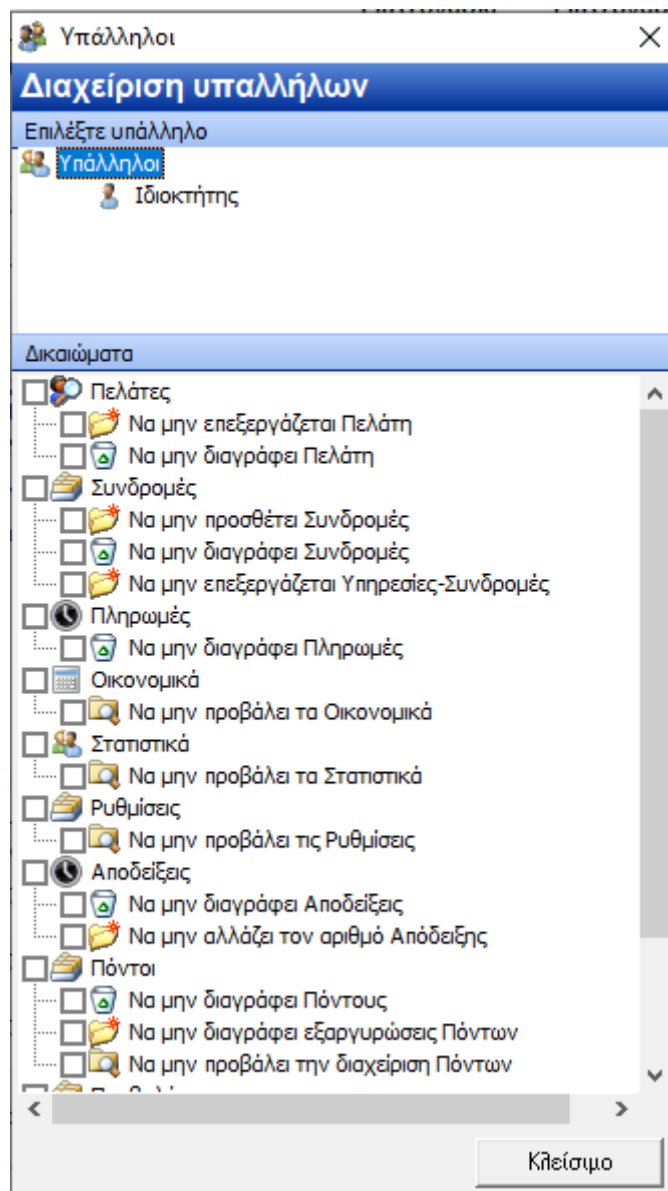 Υπάλληλοι
Διαχείριση υπαλλήλων
Επιλέξτε υπάλληλο
Υπάλληλοι
Ιδιοκτήτης
Δικαιώματα
Πελάτες
Να μην επεξεργάζεται Πελάτη
Να μην διαγράφει Πελάτη
Συνδρομές
Να μην προσθέτει Συνδρομές
Να μην διαγράφει Συνδρομές
Να μην επεξεργάζεται Υπηρεσίες-Συνδρομές
Πληρωμές
Να μην διαγράφει Πληρωμές
Οικονομικά
Να μην προβάλει τα Οικονομικά
Στατιστικά
Να μην προβάλει τα Στατιστικά
Ρυθμίσεις
Να μην προβάλει τις Ρυθμίσεις
Αποδείξεις
Να μην διαγράφει Αποδείξεις
Να μην αλλάζει τον αριθμό Απόδειξης
Πόντοι
Να μην διαγράφει Πόντους
Να μην διαγράφει εξαργυρώσεις Πόντων
Να μην προβάλει την διαχείριση Πόντων
Κλείσιμο